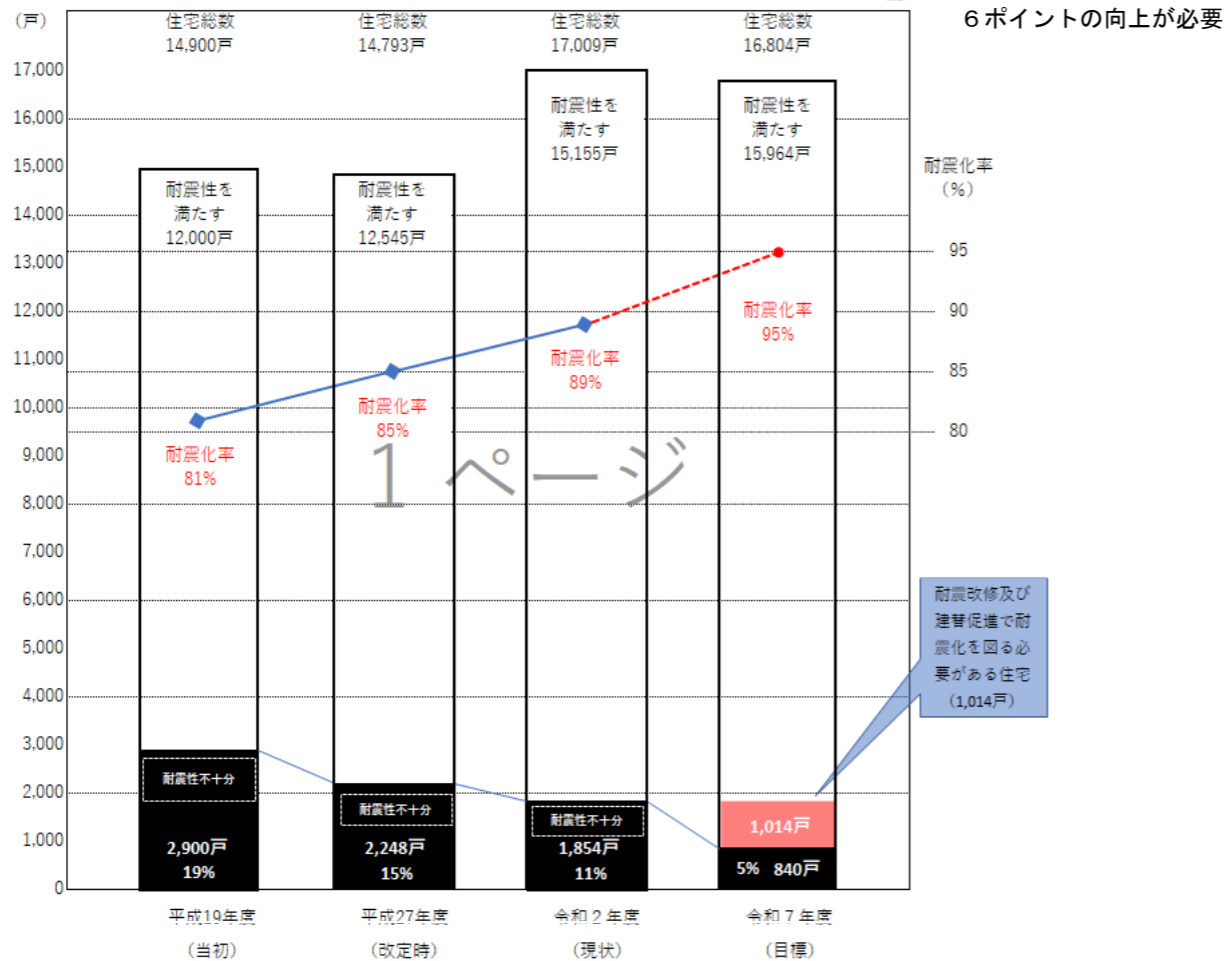 ６ポイントの向上が必要
（戸）
住宅総数
14,900戸
住宅総数
14,793戸
住宅総数
17,009戸
住宅総数
16,804戸
17,000
16,000
15,000
14,000
13,000
12,000
11,000
10,000
9,000
8,000
7,000
6,000
5,000
4,000
3,000
2,000
1,000
0
耐震性を
満たす
12,000戸
耐震性を
満たす
12,545戸
耐震性を
満たす
15,155戸
耐震性を
満たす
15,964戸
耐震化率
（％）
95
90
85
80
耐震化率
81%
耐震化率
85%
耐震化率
89%
耐震化率
95%
1 ページ
耐震改修及び
建替促進で耐
震化を図る必
要がある住宅
（1,014戸）
耐震性不十分
2,900戸
19%
耐震性不十分
2,248戸
15%
耐震性不十分
1,854戸
11%
1,014戸
5% 840戸
平成19年度
（当初）
平成27年度
（改定時）
令和２年度
（現状）
令和７年度
（目標）